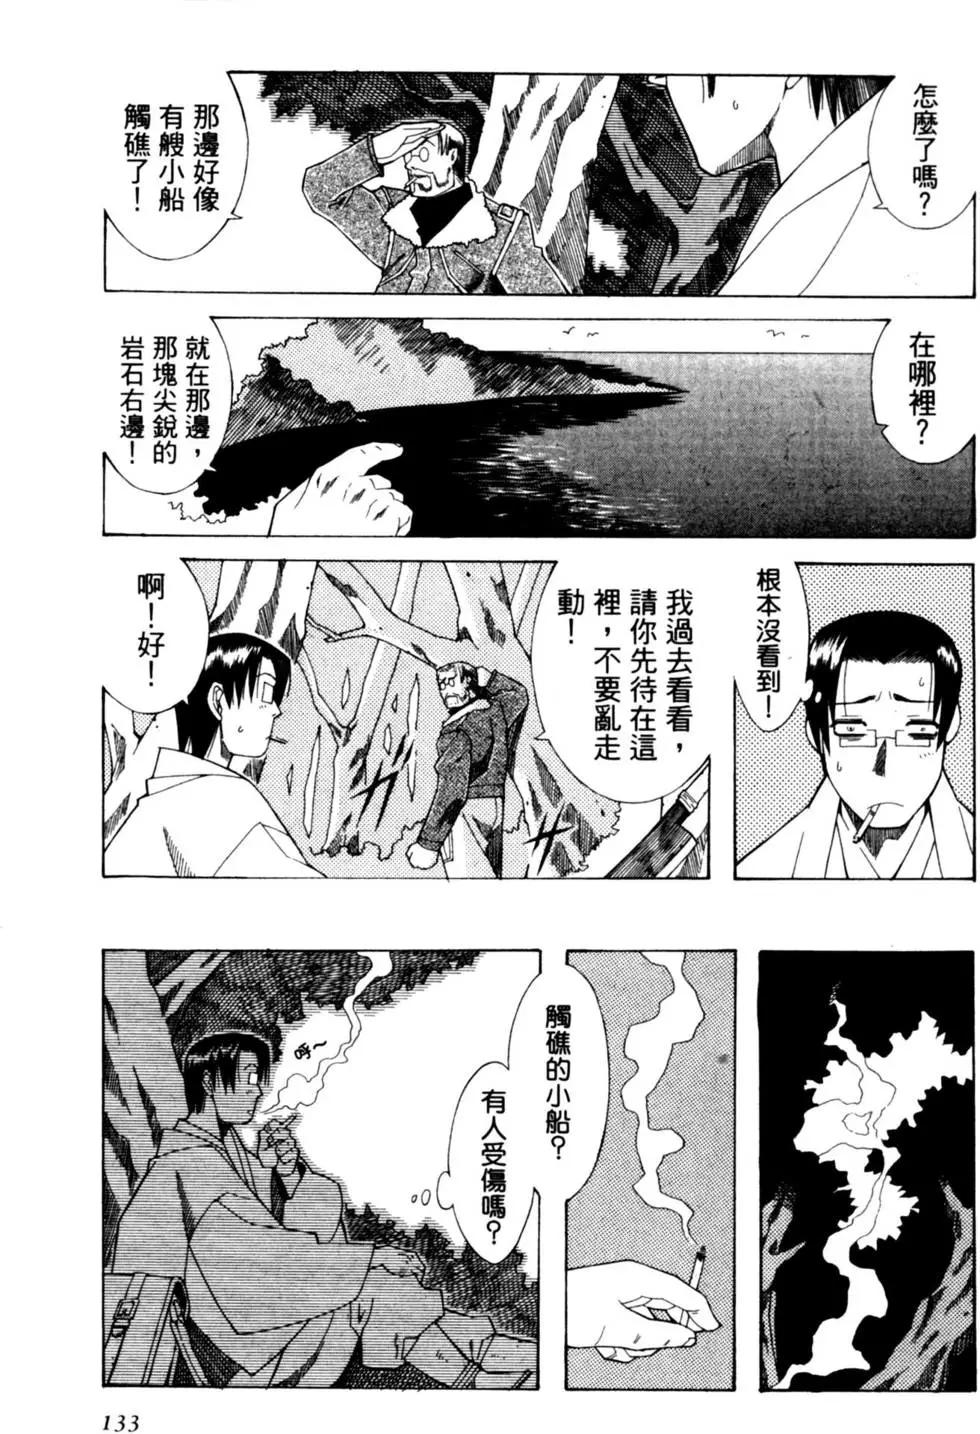 怎麼了嗎?
那邊好像
有艘小船
觸礁了!
在哪裡?
就在那邊,
那塊尖銳的
岩石右邊!
根本沒看到!
我過去看看,
請你先待在這
裡,不要亂走
動!
啊!好!
觸礁的小船?
有人受傷嗎?
133